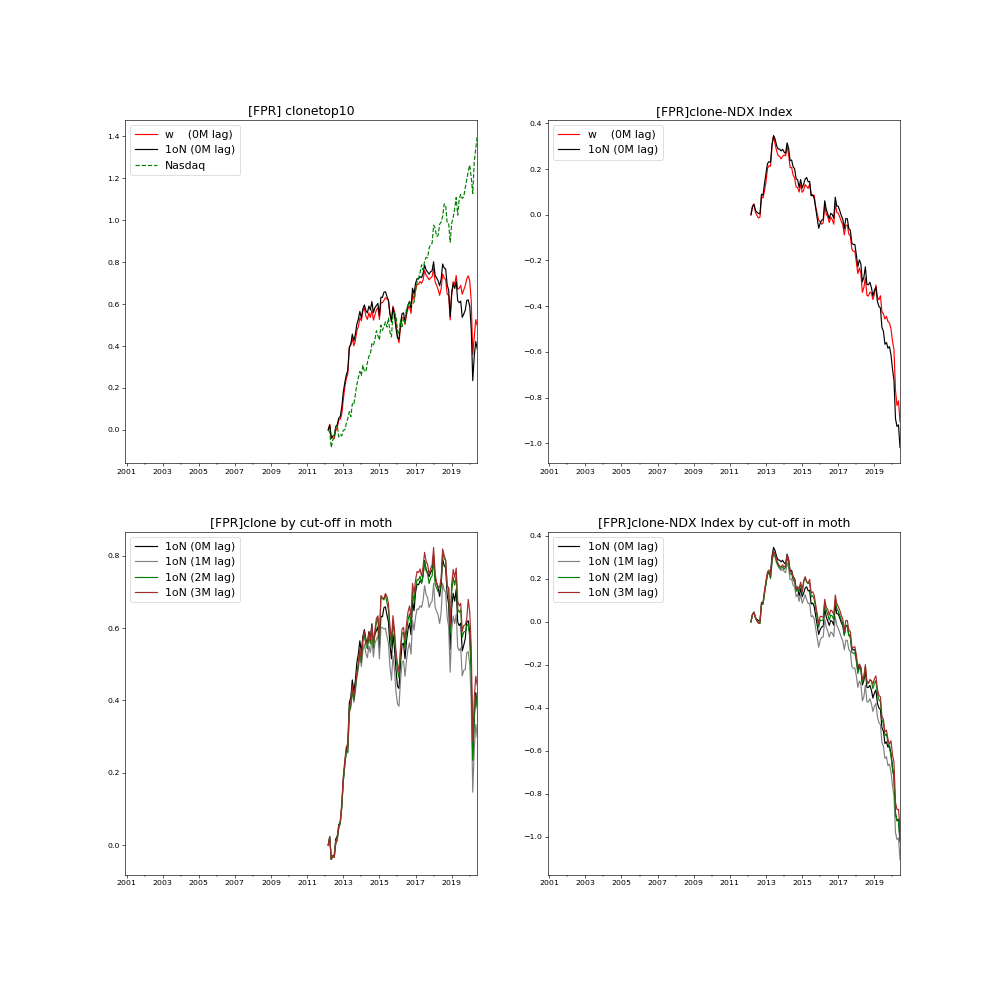 [FPR] clonetop10
w    (0M lag)
1oN (0M lag)
Nasdaq
1.4
1.2
1.0
0.8
0.6
0.4
0.2
0.0
2001 2003 2005 2007 2009 2011 2013 2015 2017 2019
[FPR]clone-NDX Index
w    (0M lag)
1oN (0M lag)
0.4
0.2
0.0
−0.2
−0.4
−0.6
−0.8
−1.0
2001 2003 2005 2007 2009 2011 2013 2015 2017 2019
[FPR]clone by cut-off in moth
1oN (0M lag)
1oN (1M lag)
1oN (2M lag)
1oN (3M lag)
0.8
0.6
0.4
0.2
0.0
2001 2003 2005 2007 2009 2011 2013 2015 2017 2019
[FPR]clone-NDX Index by cut-off in moth
1oN (0M lag)
1oN (1M lag)
1oN (2M lag)
1oN (3M lag)
0.4
0.2
0.0
−0.2
−0.4
−0.6
−0.8
−1.0
2001 2003 2005 2007 2009 2011 2013 2015 2017 2019